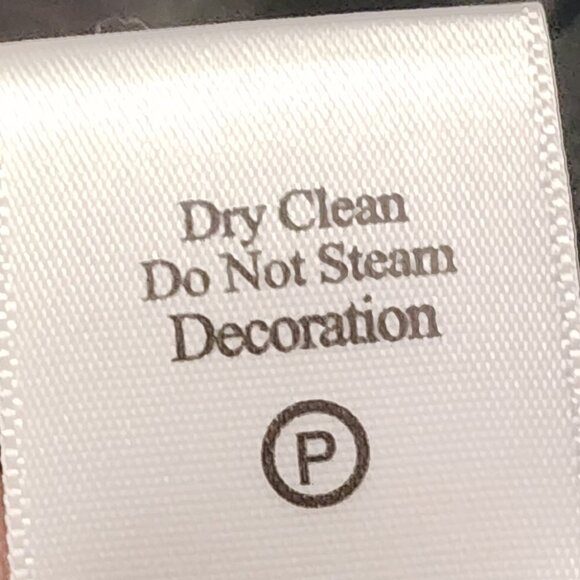 Dry Clean
Do Not Steam
Decoration
P